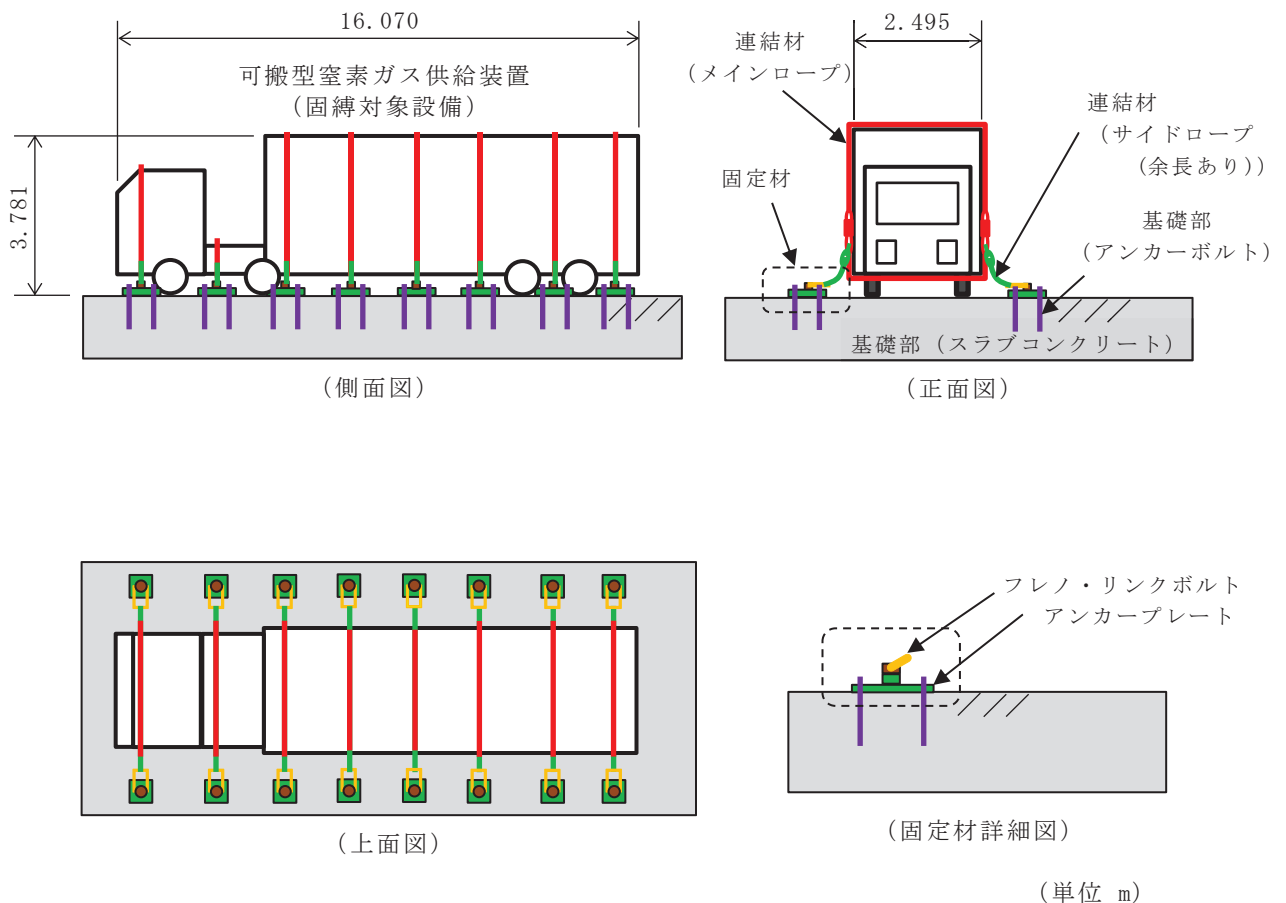 16.070
可搬型窒素ガス供給装置
(固縛対象設備)
3.781
(側面図)
2.495
連結材
(メインロープ)
連結材
(サイドロープ
(余長あり))
固定材
基礎部
(アンカーボルト)
基礎部(スラブコンクリート)
(正面図)
(上面図)
フレノ・リンクボルト
アンカープレート
(固定材詳細図)
(単位 m)